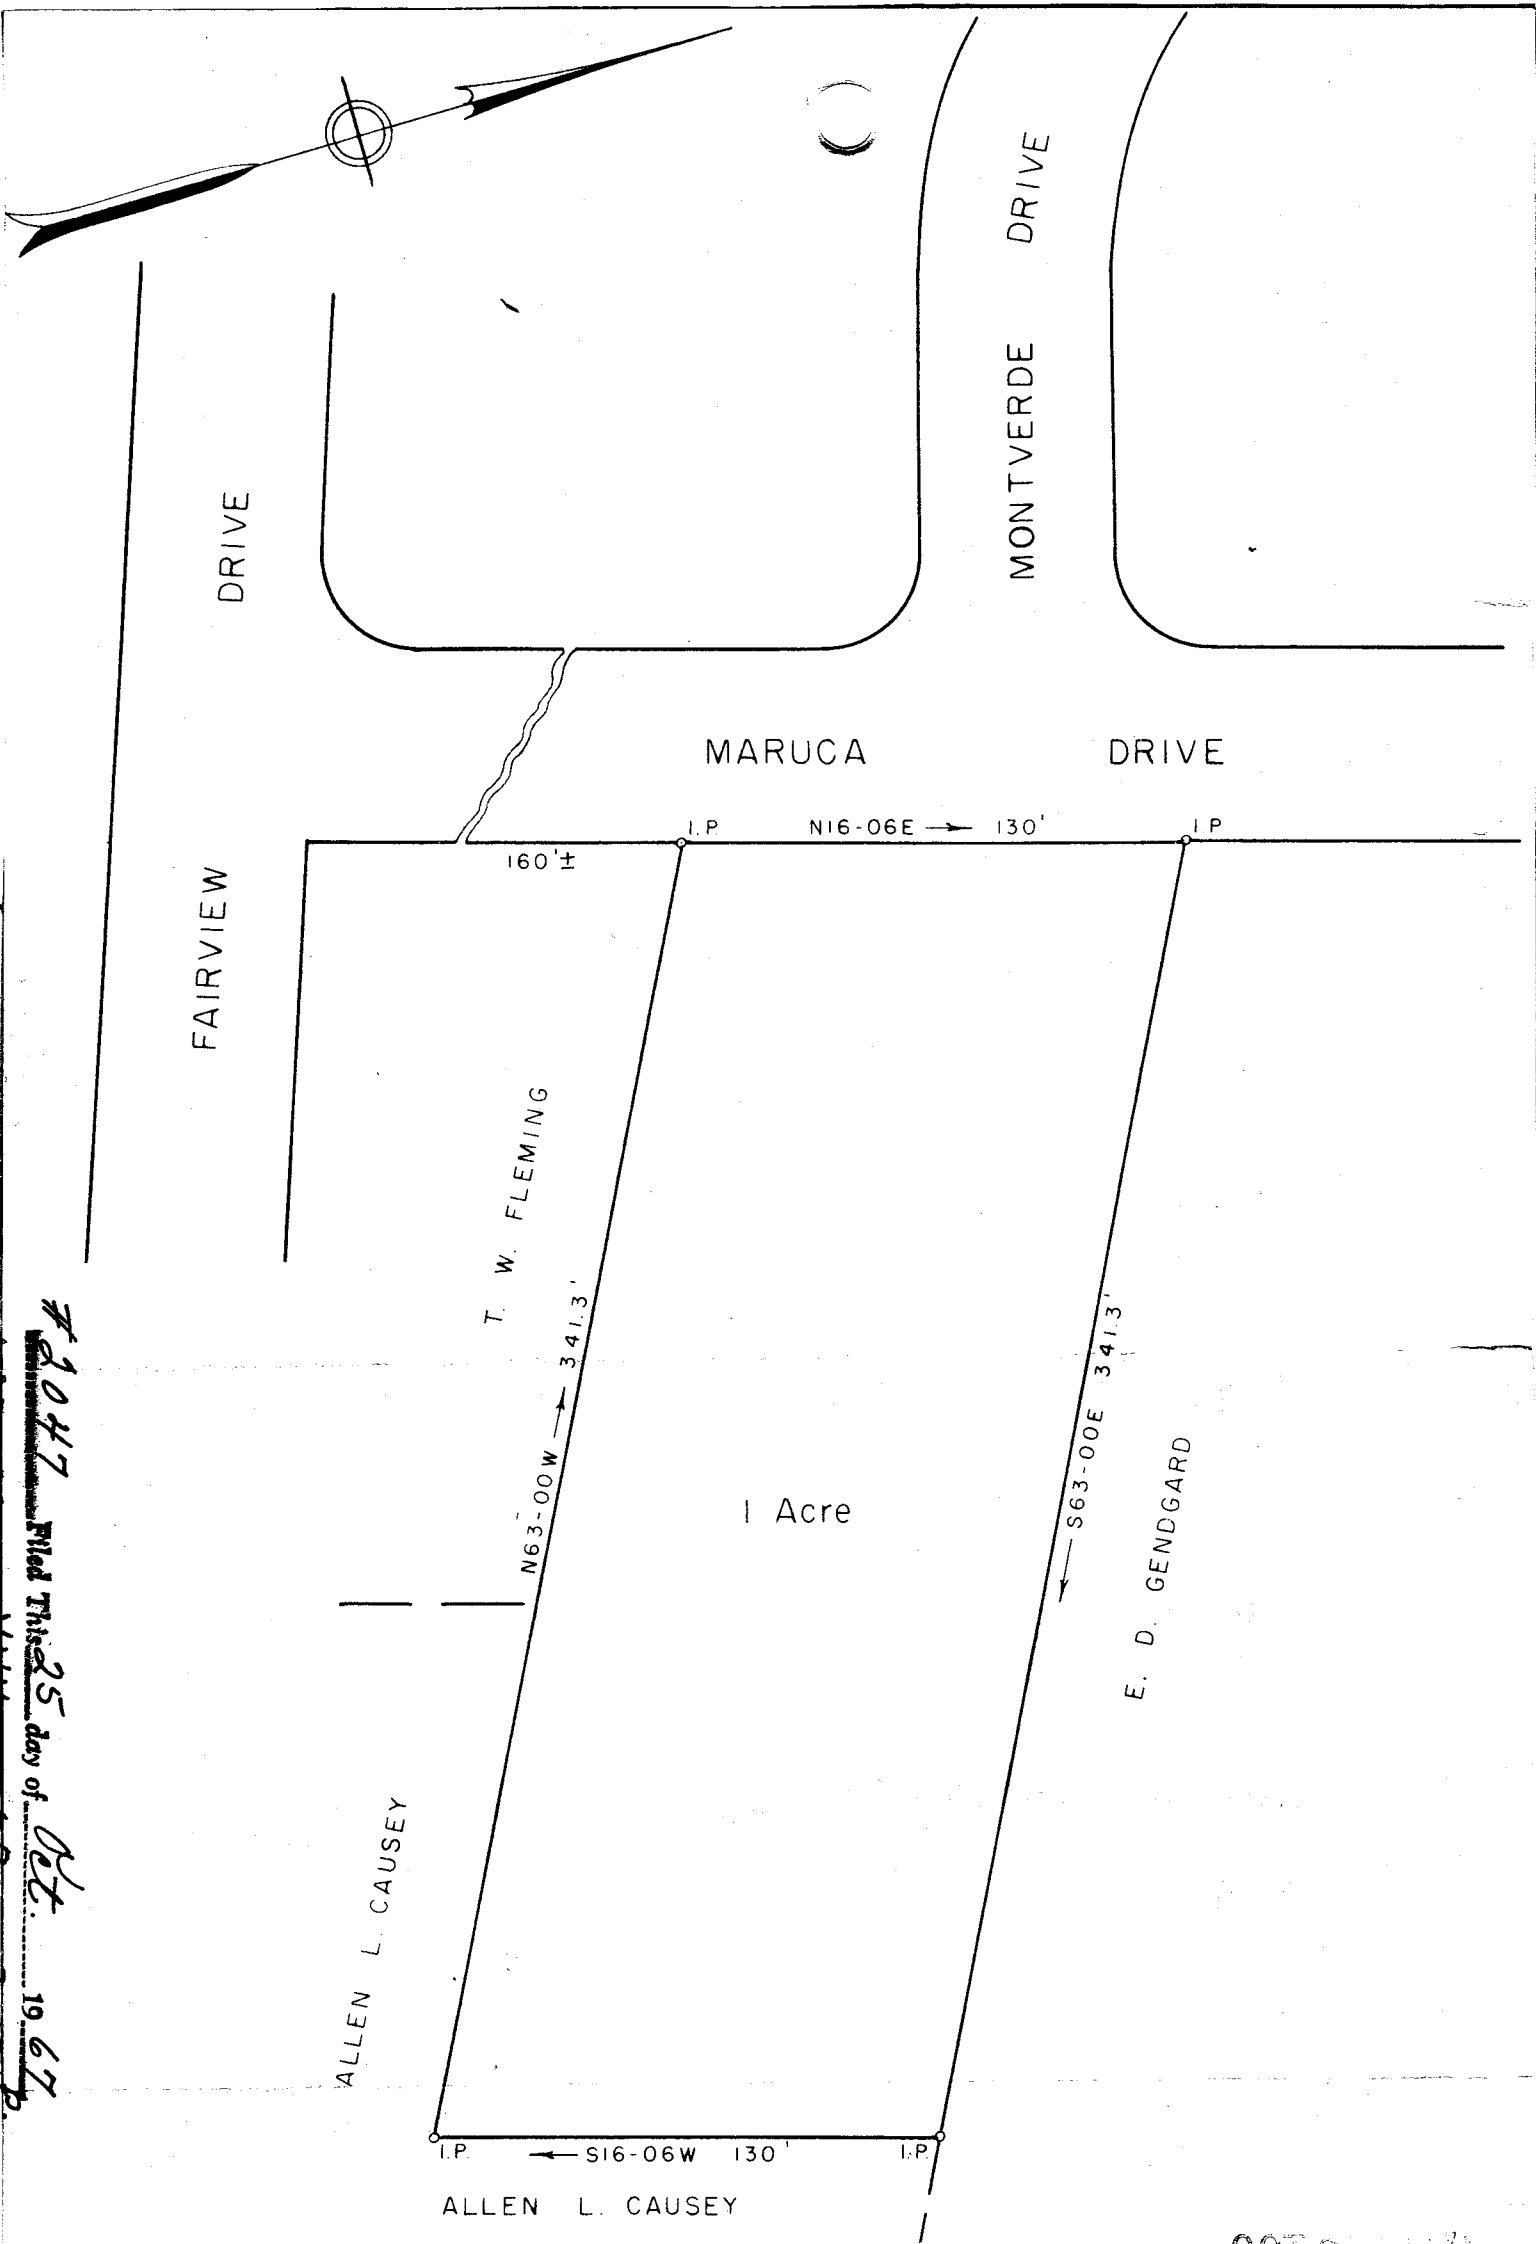 MONTVERDE DRIVE
FAIRVIEW DRIVE
MARUCA DRIVE
I.P.
N16-06E 130'
I.P
160'±
T. W. FLEMING
N63-00W 341.3'
S63-00E 341.3'
1 Acre
E. D. GENDGARD
ALLEN L. CAUSEY
I.P.
S16-06W 130'
I.P.
ALLEN L. CAUSEY
#2047 Filed This 25 day of Oct. 1967